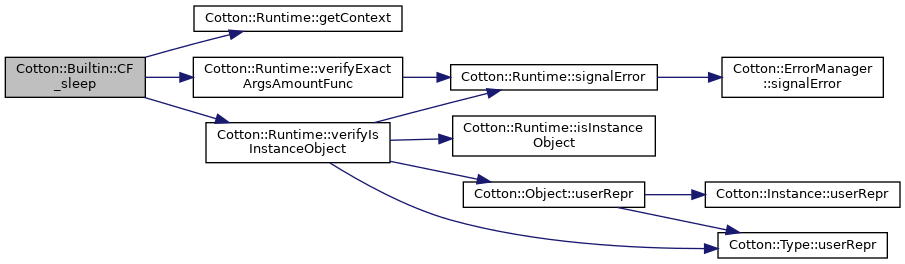 Cotton::Builtin::CF
_sleep
Cotton::Runtime::getContext
Cotton::Runtime::verifyExact
ArgsAmountFunc
Cotton::Runtime::verifyIs
InstanceObject
Cotton::Runtime::signalError
Cotton::Runtime::isInstance
Object
Cotton::Object::userRepr
Cotton::ErrorManager
::signalError
Cotton::Instance::userRepr
Cotton::Type::userRepr